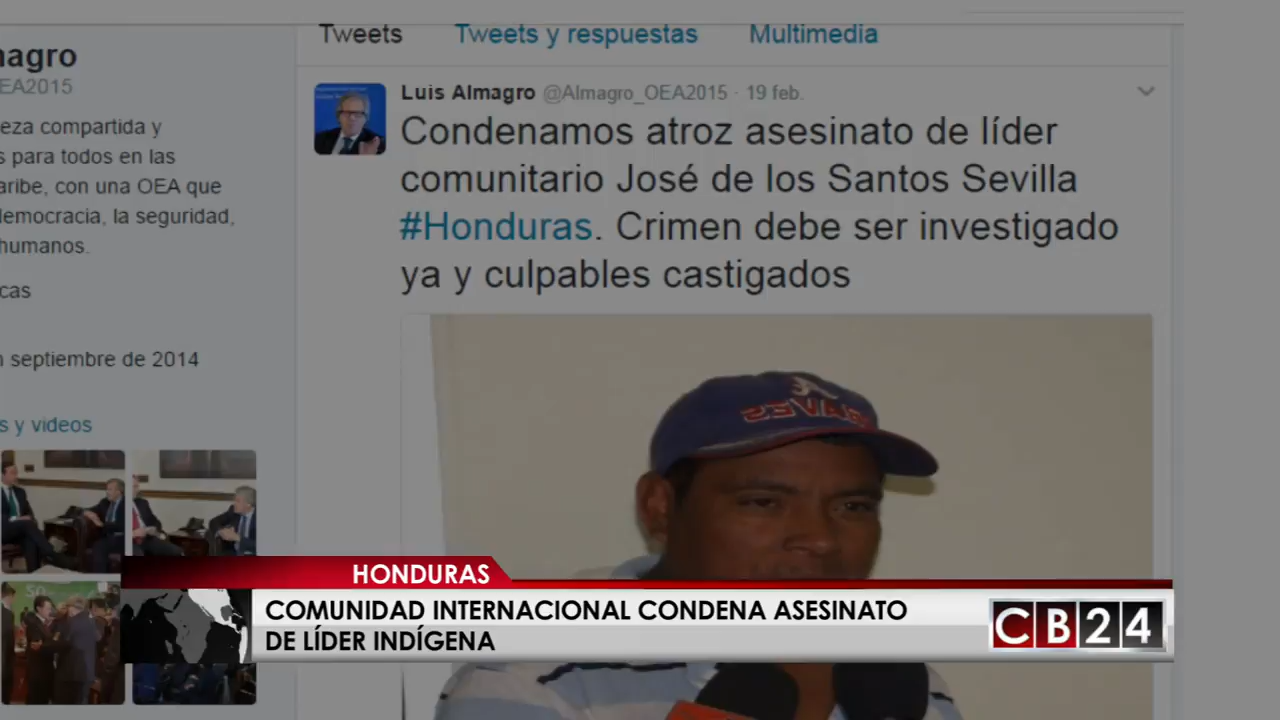 Tweets Tweets y respuestas Multimedia
magro
EA2015
eza compartida y
s para todos en las
aribe, con una OEA que
democracia, la seguridad,
humanos.
cas
n septiembre de 2014
s y videos
Luis Almagro @Almagro_OEA2015 · 19 feb.
Condenamos atroz asesinato de líder
comunitario José de los Santos Sevilla
#Honduras. Crimen debe ser investigado
ya y culpables castigados
HONDURAS
COMUNIDAD INTERNACIONAL CONDENA ASESINATO
DE LÍDER INDÍGENA
CB24